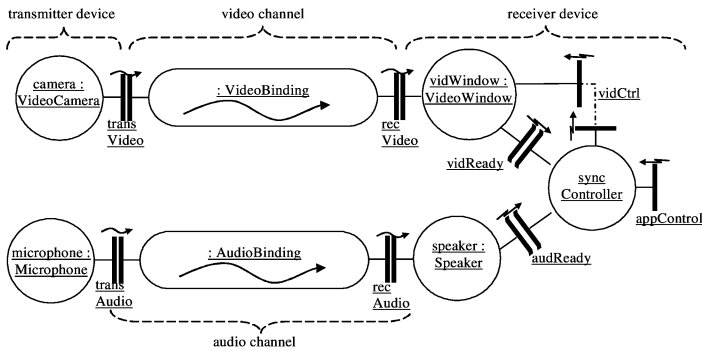 transmitter device
video channel
receiver device
camera :
VideoCamera
trans
Video
: VideoBinding
rec
Video
vidWindow :
VideoWindow
vidCtrl
vidReady
sync
Controller
appControl
microphone :
Microphone
trans
Audio
: AudioBinding
rec
Audio
speaker :
Speaker
audReady
audio channel